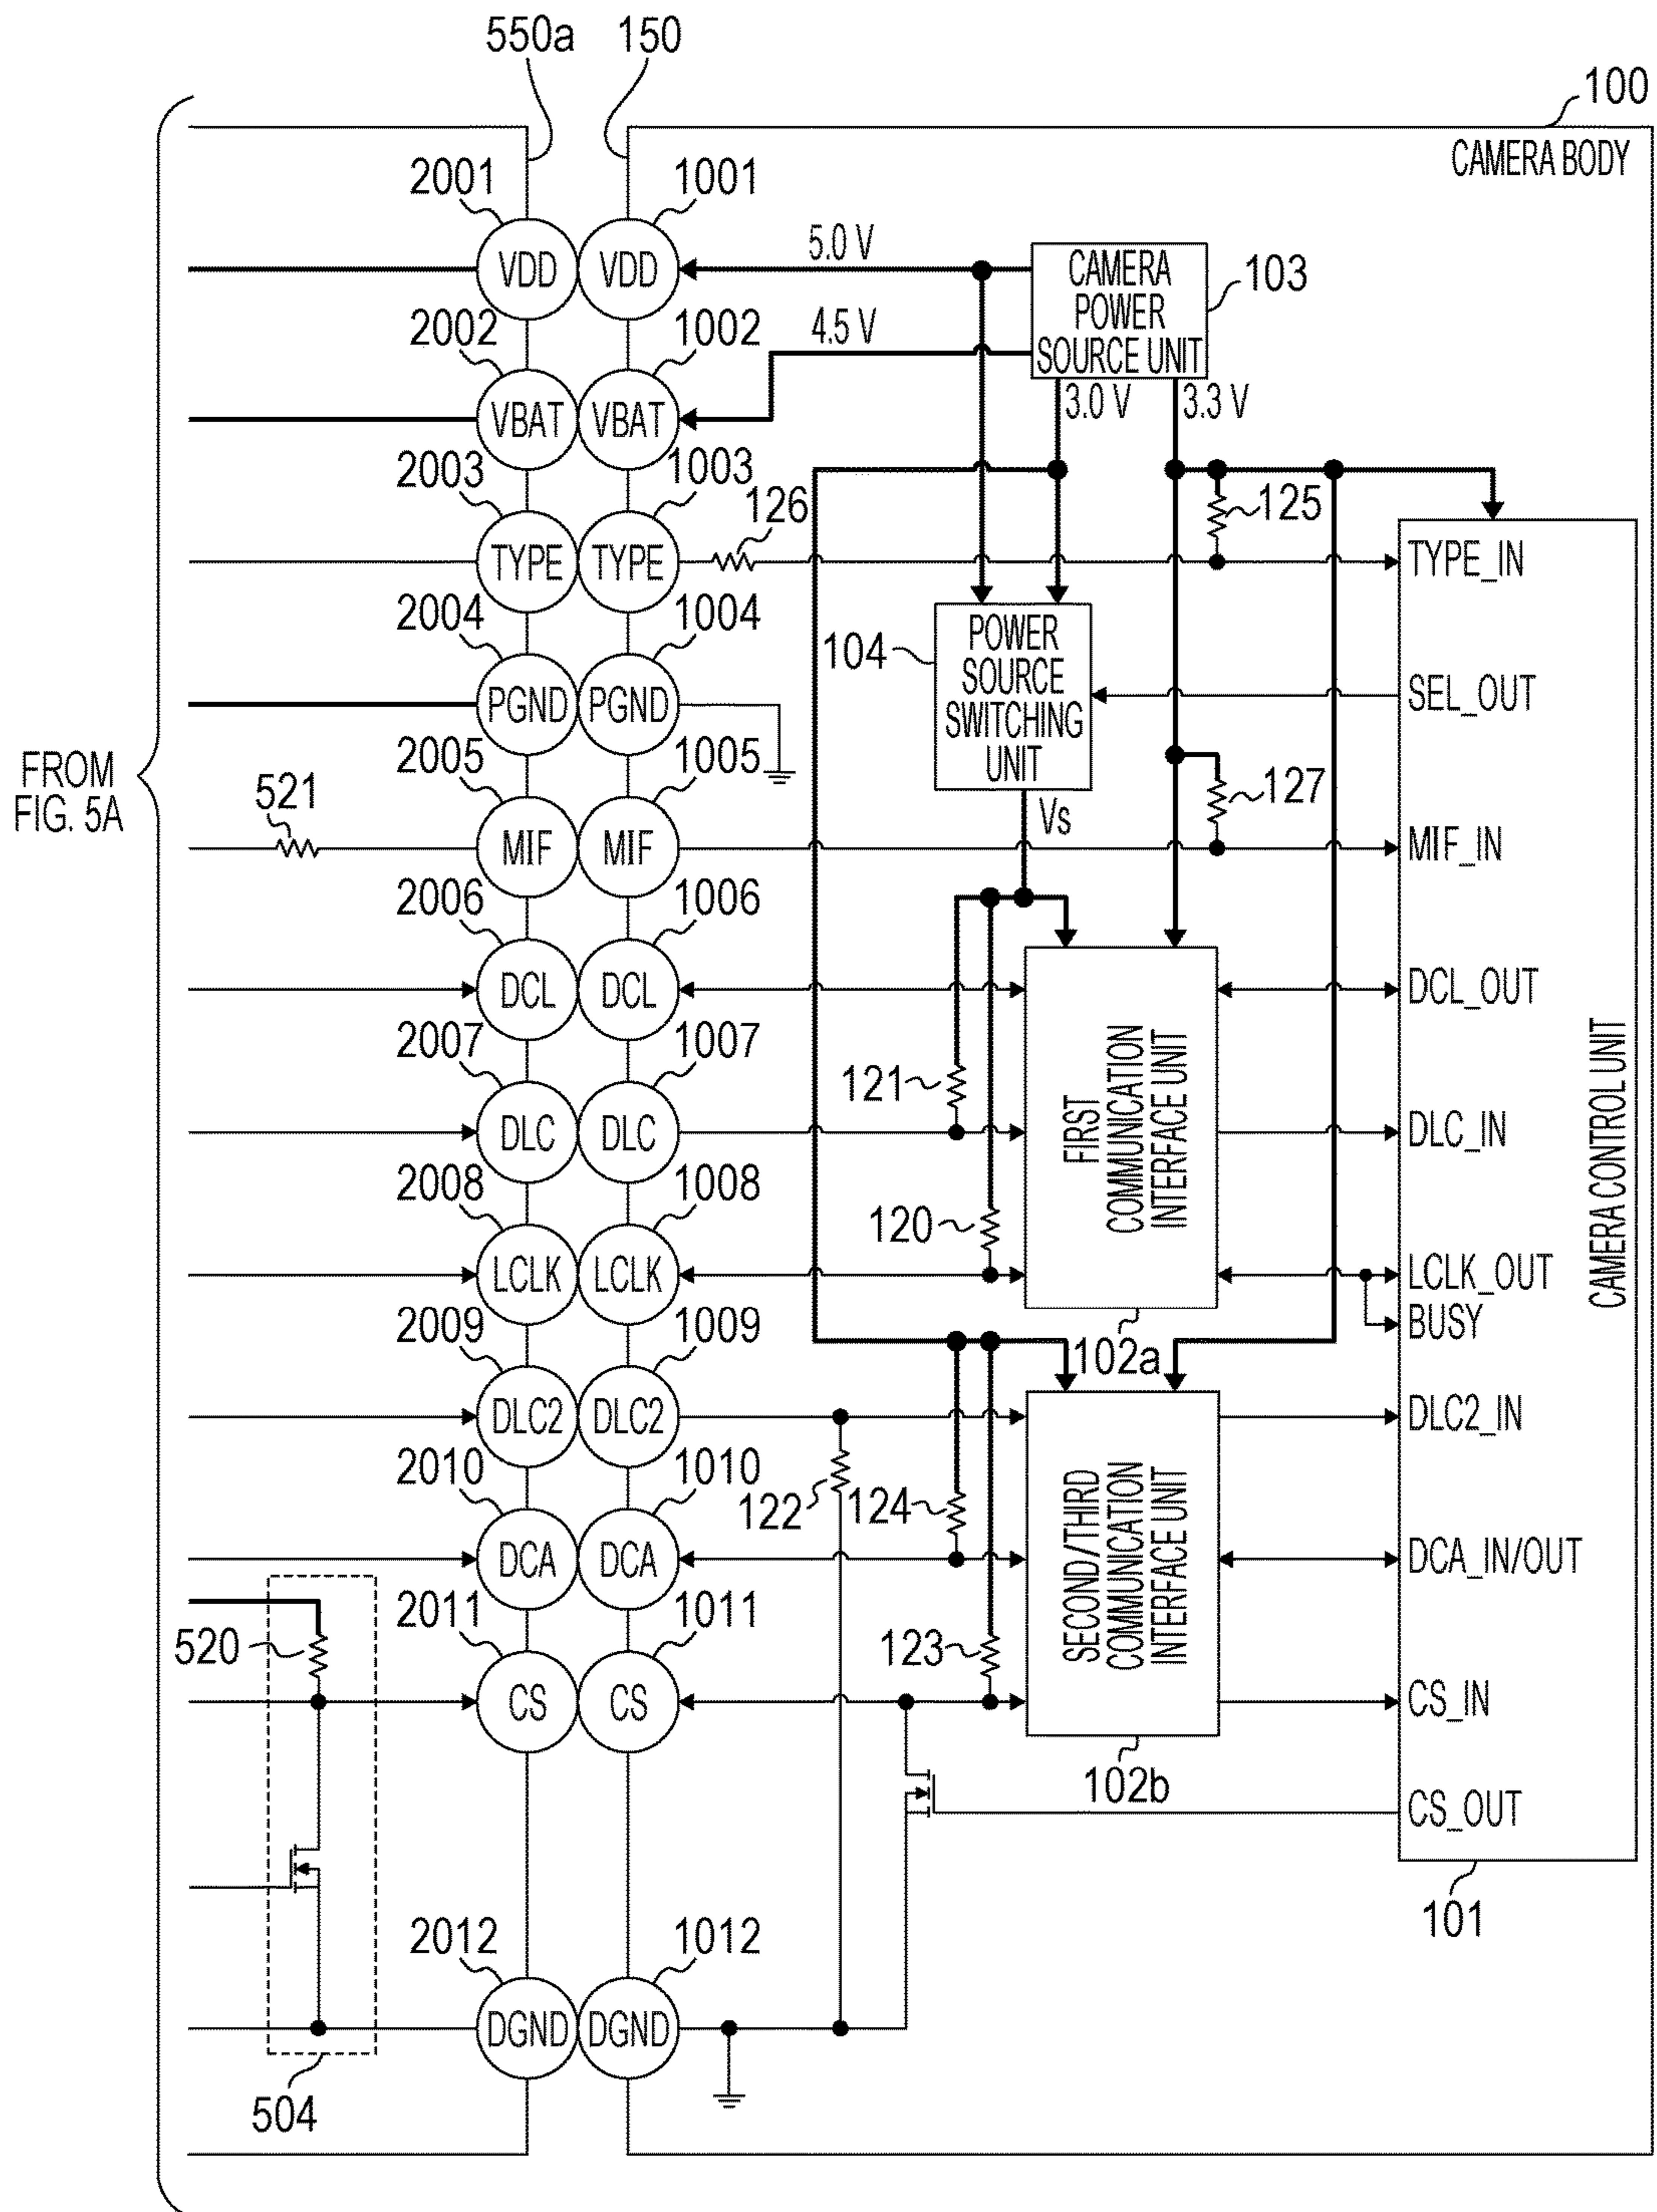 550a 150
100
CAMERA BODY
2001 1001
VDD VDD
5.0 V
CAMERA
POWER
SOURCE UNIT
103
2002 1002
4.5 V
VBAT VBAT
3.0 V 3.3 V
2003 1003
126
125
TYPE TYPE
TYPE_IN
2004 1004
104
POWER
SOURCE
SWITCHING
UNIT
PGND PGND
SEL_OUT
FROM
FIG. 5A
2005 1005
521
127
Vs
MIF MIF
MIF_IN
2006 1006
DCL DCL
DCL_OUT
2007 1007
121
FIRST
COMMUNICATION
INTERFACE UNIT
CAMERA CONTROL UNIT
DLC DLC
DLC_IN
2008 1008
120
LCLK LCLK
LCLK_OUT
BUSY
2009 1009
102a
DLC2 DLC2
DLC2_IN
2010 1010
122 124
SECOND/THIRD
COMMUNICATION
INTERFACE UNIT
DCA DCA
DCA_IN/OUT
2011 1011
520
123
CS CS
CS_IN
102b
CS_OUT
101
2012 1012
DGND DGND
504